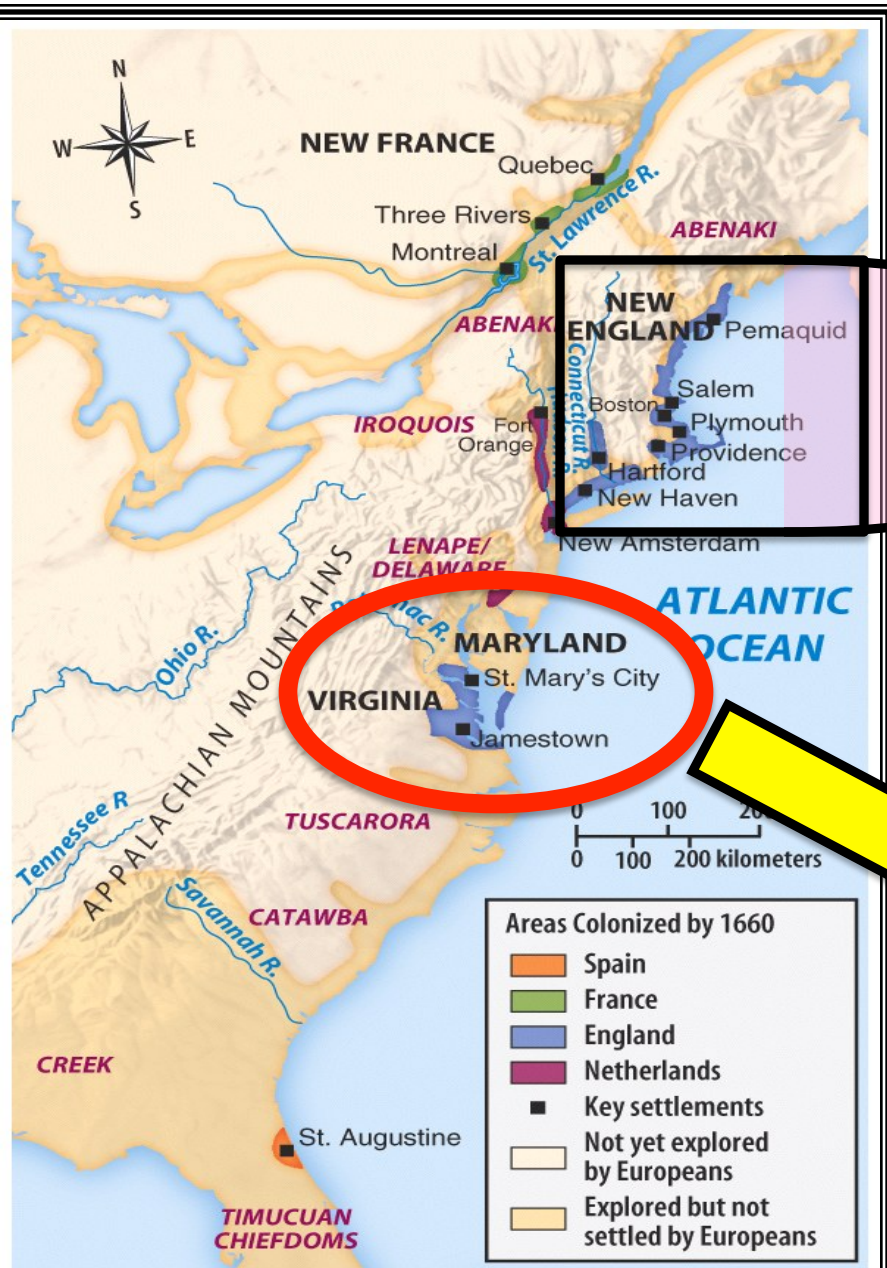 N
W
E
S
NEW FRANCE
Quebec
Three Rivers
St. Lawrence R.
Montreal
ABENAKI
NEW
ENGLAND
ABENAKI
Pemaquid
Connecticut R.
Salem
Boston
IROQUOIS
Fort
Orange
Plymouth
Providence
Hartford
New Haven
New Amsterdam
LENAPE/
DELAWARE
ATLANTIC
OCEAN
Ohio R.
APPALACHIAN MOUNTAINS
MARYLAND
St. Mary's City
VIRGINIA
Jamestown
0 100
0 100 200 kilometers
TUSCARORA
Tennessee R
Savannah R.
CATAWBA
CREEK
St. Augustine
TIMUCUAN
CHIEFDOMS
Areas Colonized by 1660
Spain
France
England
Netherlands
Key settlements
Not yet explored
by Europeans
Explored but not
settled by Europeans